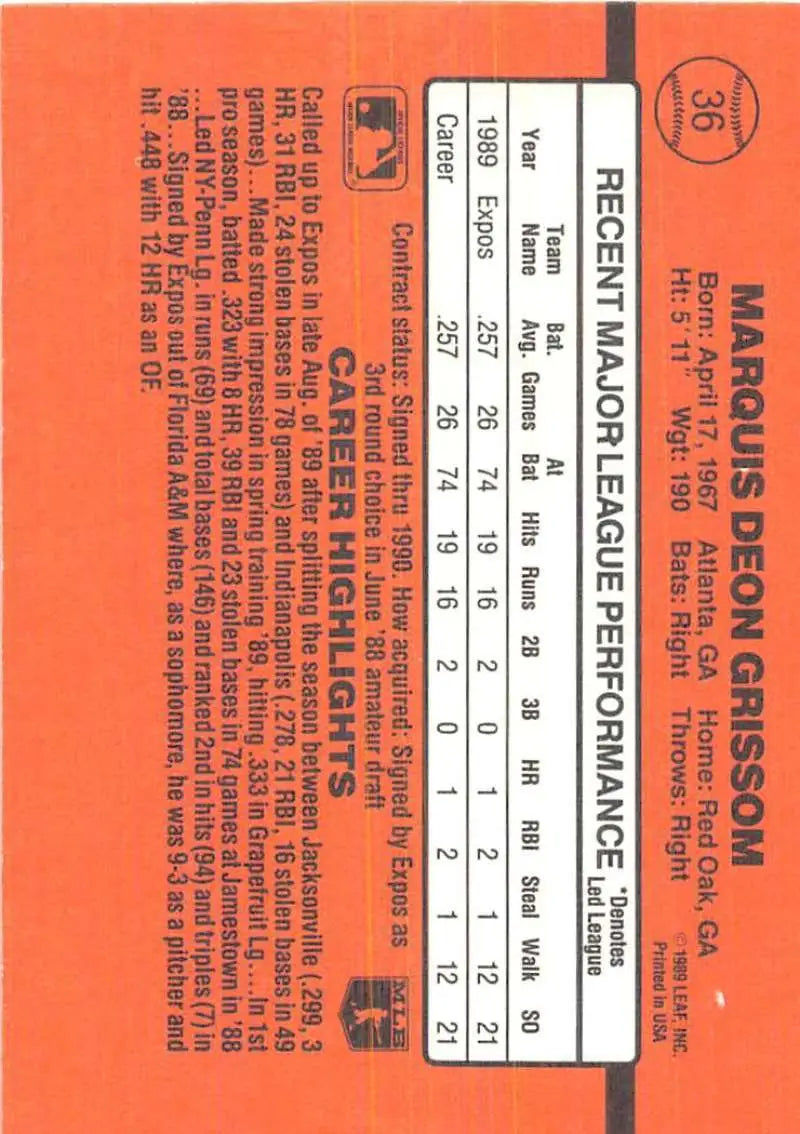 36
MARQUIS DEON GRISSOM
Born: April 17, 1967 Atlanta, GA Home: Red Oak, GA
Ht: 5'11" Wgt: 190 Bats: Right Throws: Right
© 1989 LEAF, INC.
Printed in USA
RECENT MAJOR LEAGUE PERFORMANCE
*Denotes
Led League
Year Team Name Bat. Avg. Games At Bat Hits Runs 2B 3B HR RBI Steal Walk SO
1989 Expos .257 26 74 19 16 2 0 1 2 1 12 21
Career .257 26 74 19 16 2 0 1 2 1 12 21
Contract status: Signed thru 1990. How acquired: Signed by Expos as
3rd round choice in June '88 amateur draft
MLB
CAREER HIGHLIGHTS
Called up to Expos in late Aug. of '89 after splitting the season between Jacksonville (.299, 3
HR, 31 RBI, 24 stolen bases in 78 games) and Indianapolis (.278, 21 RBI, 16 stolen bases in 49
games)...Made strong impression in spring training '89, hitting .333 in Grapefruit Lg....In 1st
pro season, batted .323 with 8 HR, 39 RBI and 23 stolen bases in 74 games at Jamestown in '88
...Led NY-Penn Lg. in runs (69) and total bases (146) and ranked 2nd in hits (94) and triples (7) in
'88...Signed by Expos out of Florida A&M where, as a sophomore, he was 9-3 as a pitcher and
hit .448 with 12 HR as an OF.